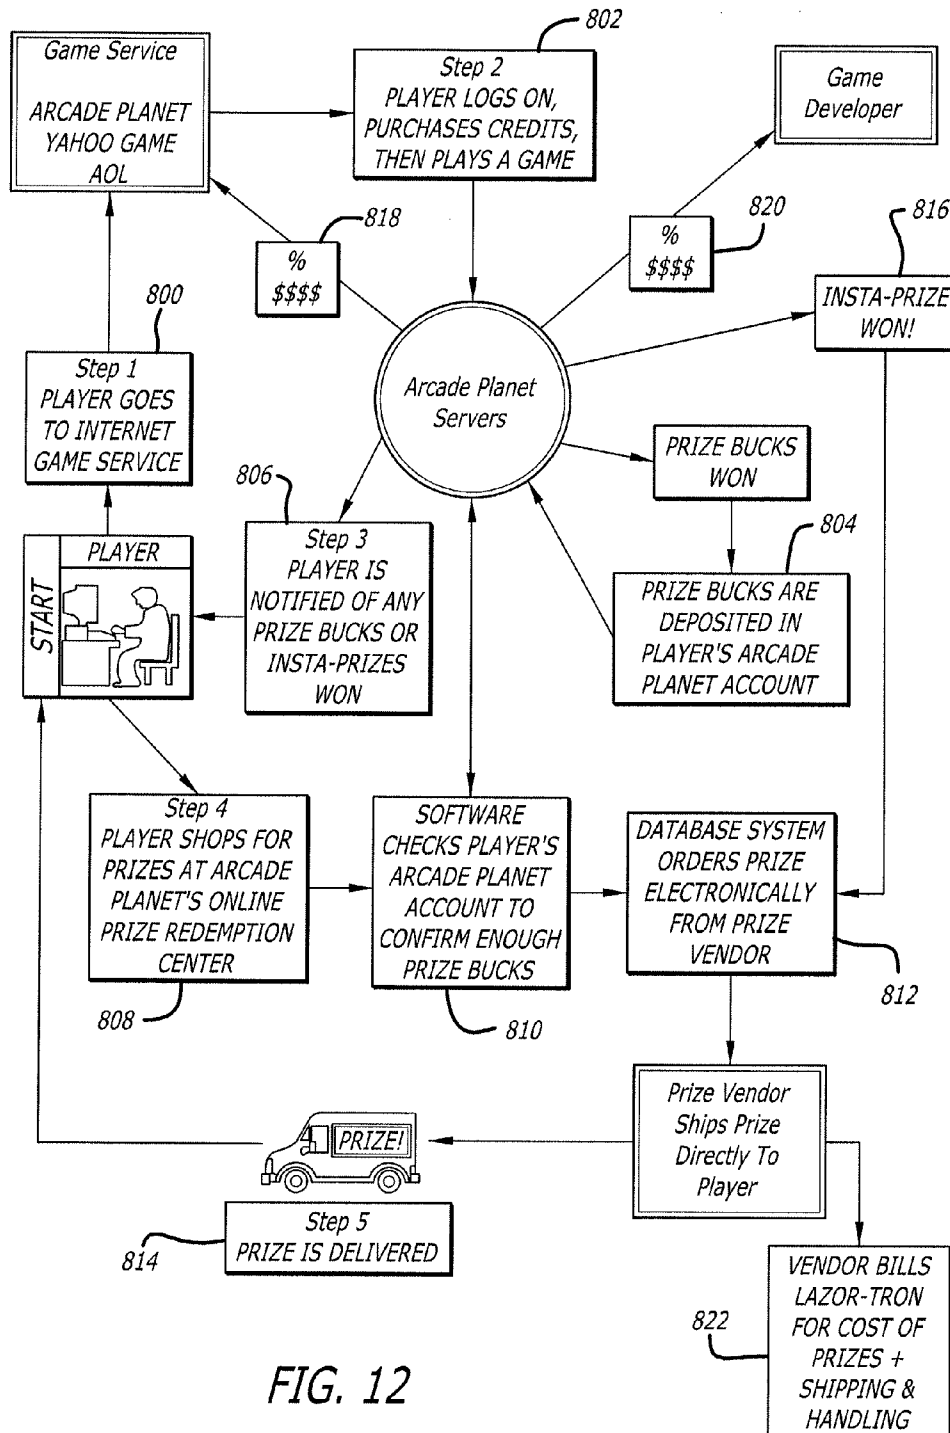 802
Game Service
ARCADE PLANET
YAHOO GAME
AOL
Step 2
PLAYER LOGS ON,
PURCHASES CREDITS,
THEN PLAYS A GAME
Game
Developer
818
%
$$$$
820
%
$$$$
816
INSTA-PRIZE
WON!
800
Step 1
PLAYER GOES
TO INTERNET
GAME SERVICE
Arcade Planet
Servers
PRIZE BUCKS
WON
806
Step 3
PLAYER IS
NOTIFIED OF ANY
PRIZE BUCKS OR
INSTA-PRIZES
WON
START
PLAYER
804
PRIZE BUCKS ARE
DEPOSITED IN
PLAYER'S ARCADE
PLANET ACCOUNT
Step 4
PLAYER SHOPS FOR
PRIZES AT ARCADE
PLANET'S ONLINE
PRIZE REDEMPTION
CENTER
808
SOFTWARE
CHECKS PLAYER'S
ARCADE PLANET
ACCOUNT TO
CONFIRM ENOUGH
PRIZE BUCKS
810
DATABASE SYSTEM
ORDERS PRIZE
ELECTRONICALLY
FROM PRIZE
VENDOR
812
Prize Vendor
Ships Prize
Directly To
Player
PRIZE!
Step 5
PRIZE IS DELIVERED
814
822
VENDOR BILLS
LAZOR-TRON
FOR COST OF
PRIZES +
SHIPPING &
HANDLING
FIG. 12